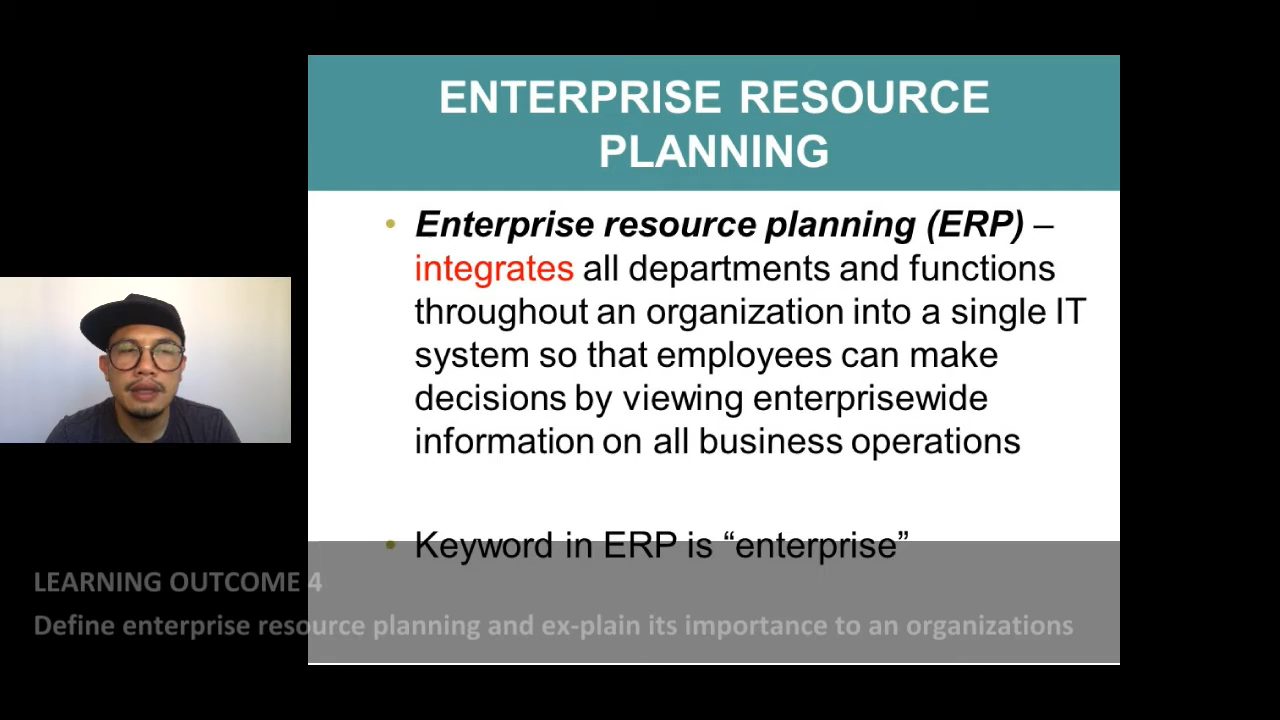 ENTERPRISE RESOURCE
PLANNING
• Enterprise resource planning (ERP) –
integrates all departments and functions
throughout an organization into a single IT
system so that employees can make
decisions by viewing enterprisewide
information on all business operations
• Keyword in ERP is “enterprise”
LEARNING OUTCOME 4
Define enterprise resource planning and ex-plain its importance to an organizations